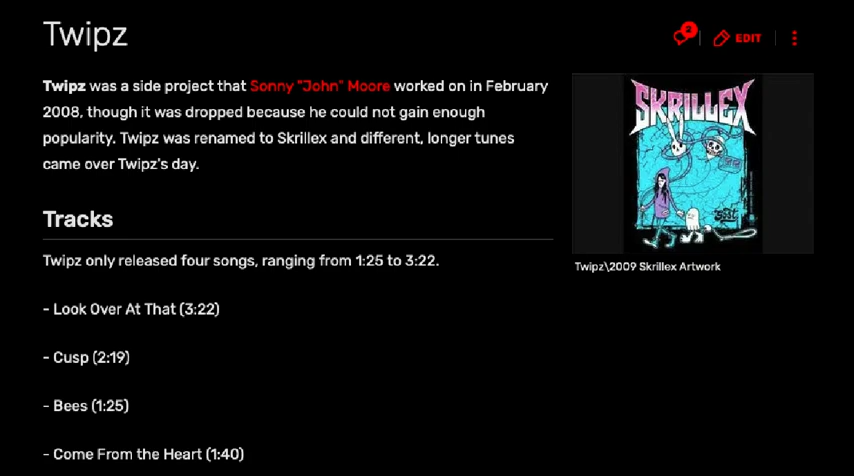 Twipz
2
EDIT
Twipz was a side project that Sonny "John" Moore worked on in February
2008, though it was dropped because he could not gain enough
popularity. Twipz was renamed to Skrillex and different, longer tunes
came over Twipz's day.
SKRILLEX
Twipz\2009 Skrillex Artwork
Tracks
Twipz only released four songs, ranging from 1:25 to 3:22.
- Look Over At That (3:22)
- Cusp (2:19)
- Bees (1:25)
- Come From the Heart (1:40)